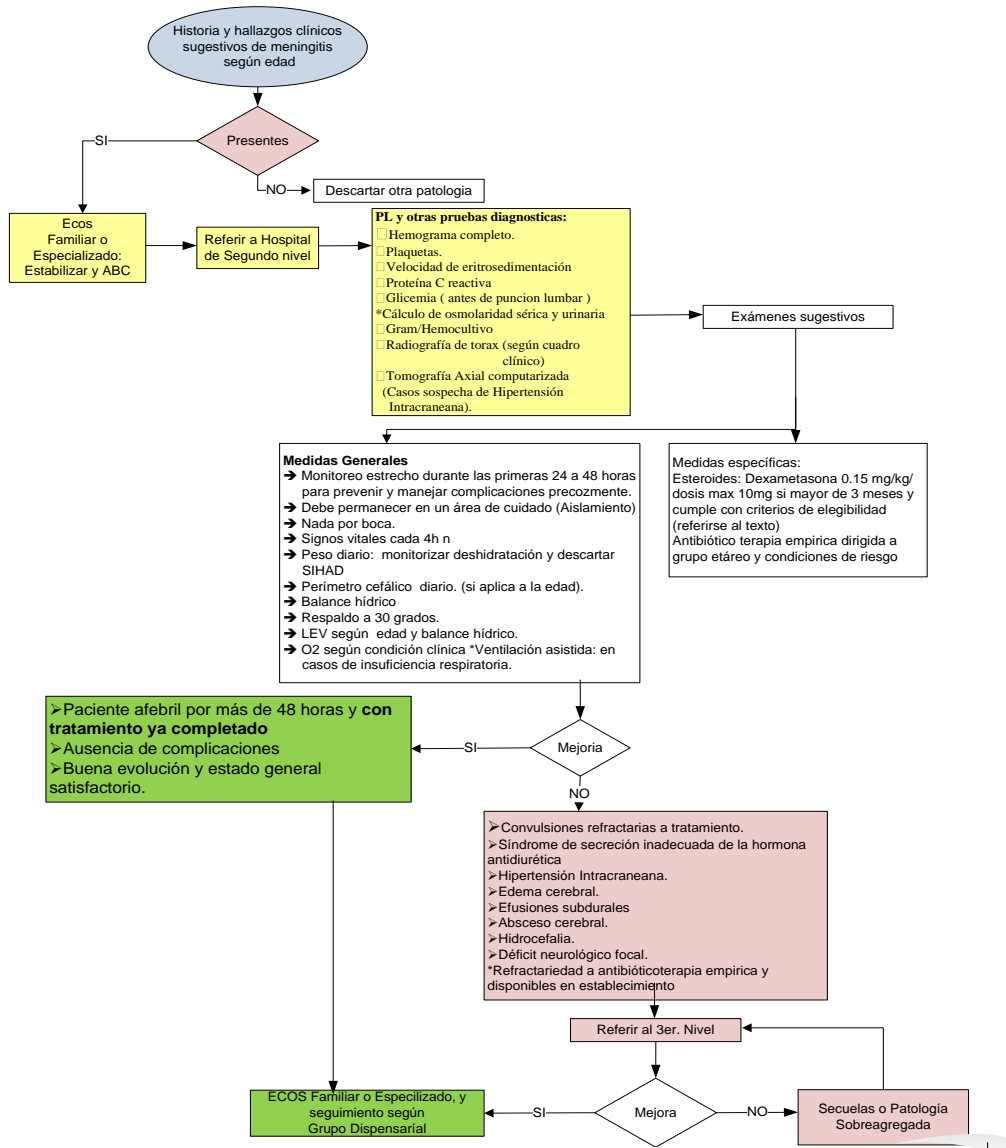 Historia y hallazgos clínicos
sugestivos de meningitis
según edad
Presentes
SI
NO
Descartar otra patologia
Ecos
Familiar o
Especializado:
Estabilizar y ABC
Referir a Hospital
de Segundo nivel
PL y otras pruebas diagnosticas:
Hemograma completo.
Plaquetas.
Velocidad de eritrosedimentación
Proteína C reactiva
Glicemia ( antes de puncion lumbar )
*Cálculo de osmolaridad sérica y urinaria
Gram/Hemocultivo
Radiografía de torax (según cuadro
clínico)
Tomografía Axial computarizada
(Casos sospecha de Hipertensión
Intracraneana).
Exámenes sugestivos
Medidas Generales
➔ Monitoreo estrecho durante las primeras 24 a 48 horas
para prevenir y manejar complicaciones precozmente.
➔ Debe permanecer en un área de cuidado (Aislamiento)
➔ Nada por boca.
➔ Signos vitales cada 4h n
➔ Peso diario: monitorizar deshidratación y descartar
SIHAD
➔ Perímetro cefálico diario. (si aplica a la edad).
➔ Balance hídrico
➔ Respaldo a 30 grados.
➔ LEV según edad y balance hídrico.
➔ O2 según condición clínica *Ventilación asistida: en
casos de insuficiencia respiratoria.
Medidas específicas:
Esteroides: Dexametasona 0.15 mg/kg/
dosis max 10mg si mayor de 3 meses y
cumple con criterios de elegibilidad
(referirse al texto)
Antibiótico terapia empirica dirigida a
grupo etáreo y condiciones de riesgo
➢Paciente afebril por más de 48 horas y con
tratamiento ya completado
➢Ausencia de complicaciones
➢Buena evolución y estado general
satisfactorio.
SI
Mejoria
NO
➢Convulsiones refractarias a tratamiento.
➢Síndrome de secreción inadecuada de la hormona
antidiurética
➢Hipertensión Intracraneana.
➢Edema cerebral.
➢Efusiones subdurales
➢Absceso cerebral.
➢Hidrocefalia.
➢Déficit neurológico focal.
*Refractariedad a antibióticoterapia empirica y
disponibles en establecimiento
Referir al 3er. Nivel
ECOS Familiar o Especilizado, y
seguimiento según
Grupo Dispensaríal
SI
Mejora
NO
Secuelas o Patología
Sobreagregada